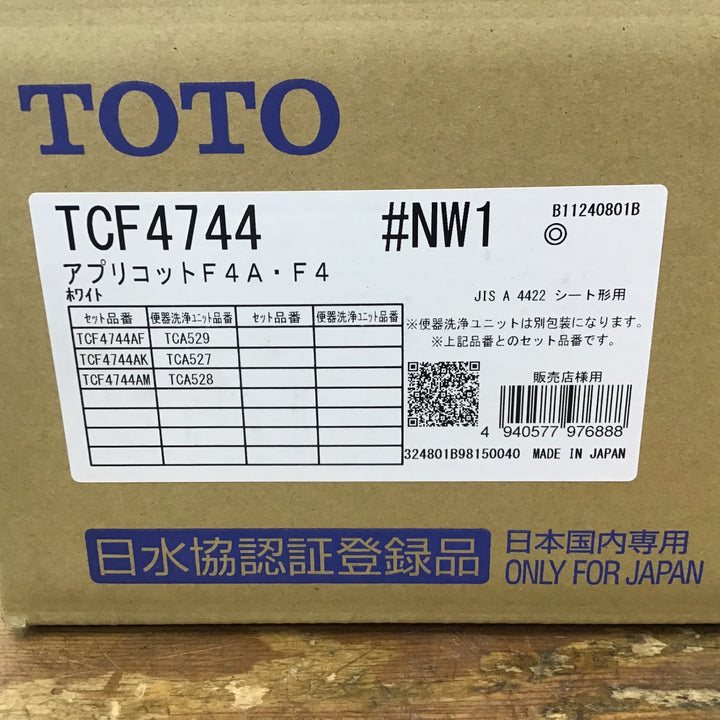 TOTO
TCF4744 #NW1 B11240801B
◎
アプリコットF4A・F4
ホワイト
JIS A 4422 シート形用
セット品番 便器洗浄ユニット品番 セット品番 便器洗浄ユニット品番
TCF4744AF TCA529
TCF4744AK TCA527
TCF4744AM TCA528
※便器洗浄ユニットは別包装になります。
※上記品番とのセット品番です。
販売店様用
4 940577 976888
324801B98150040 MADE IN JAPAN
日水協認証登録品
日本国内専用
ONLY FOR JAPAN